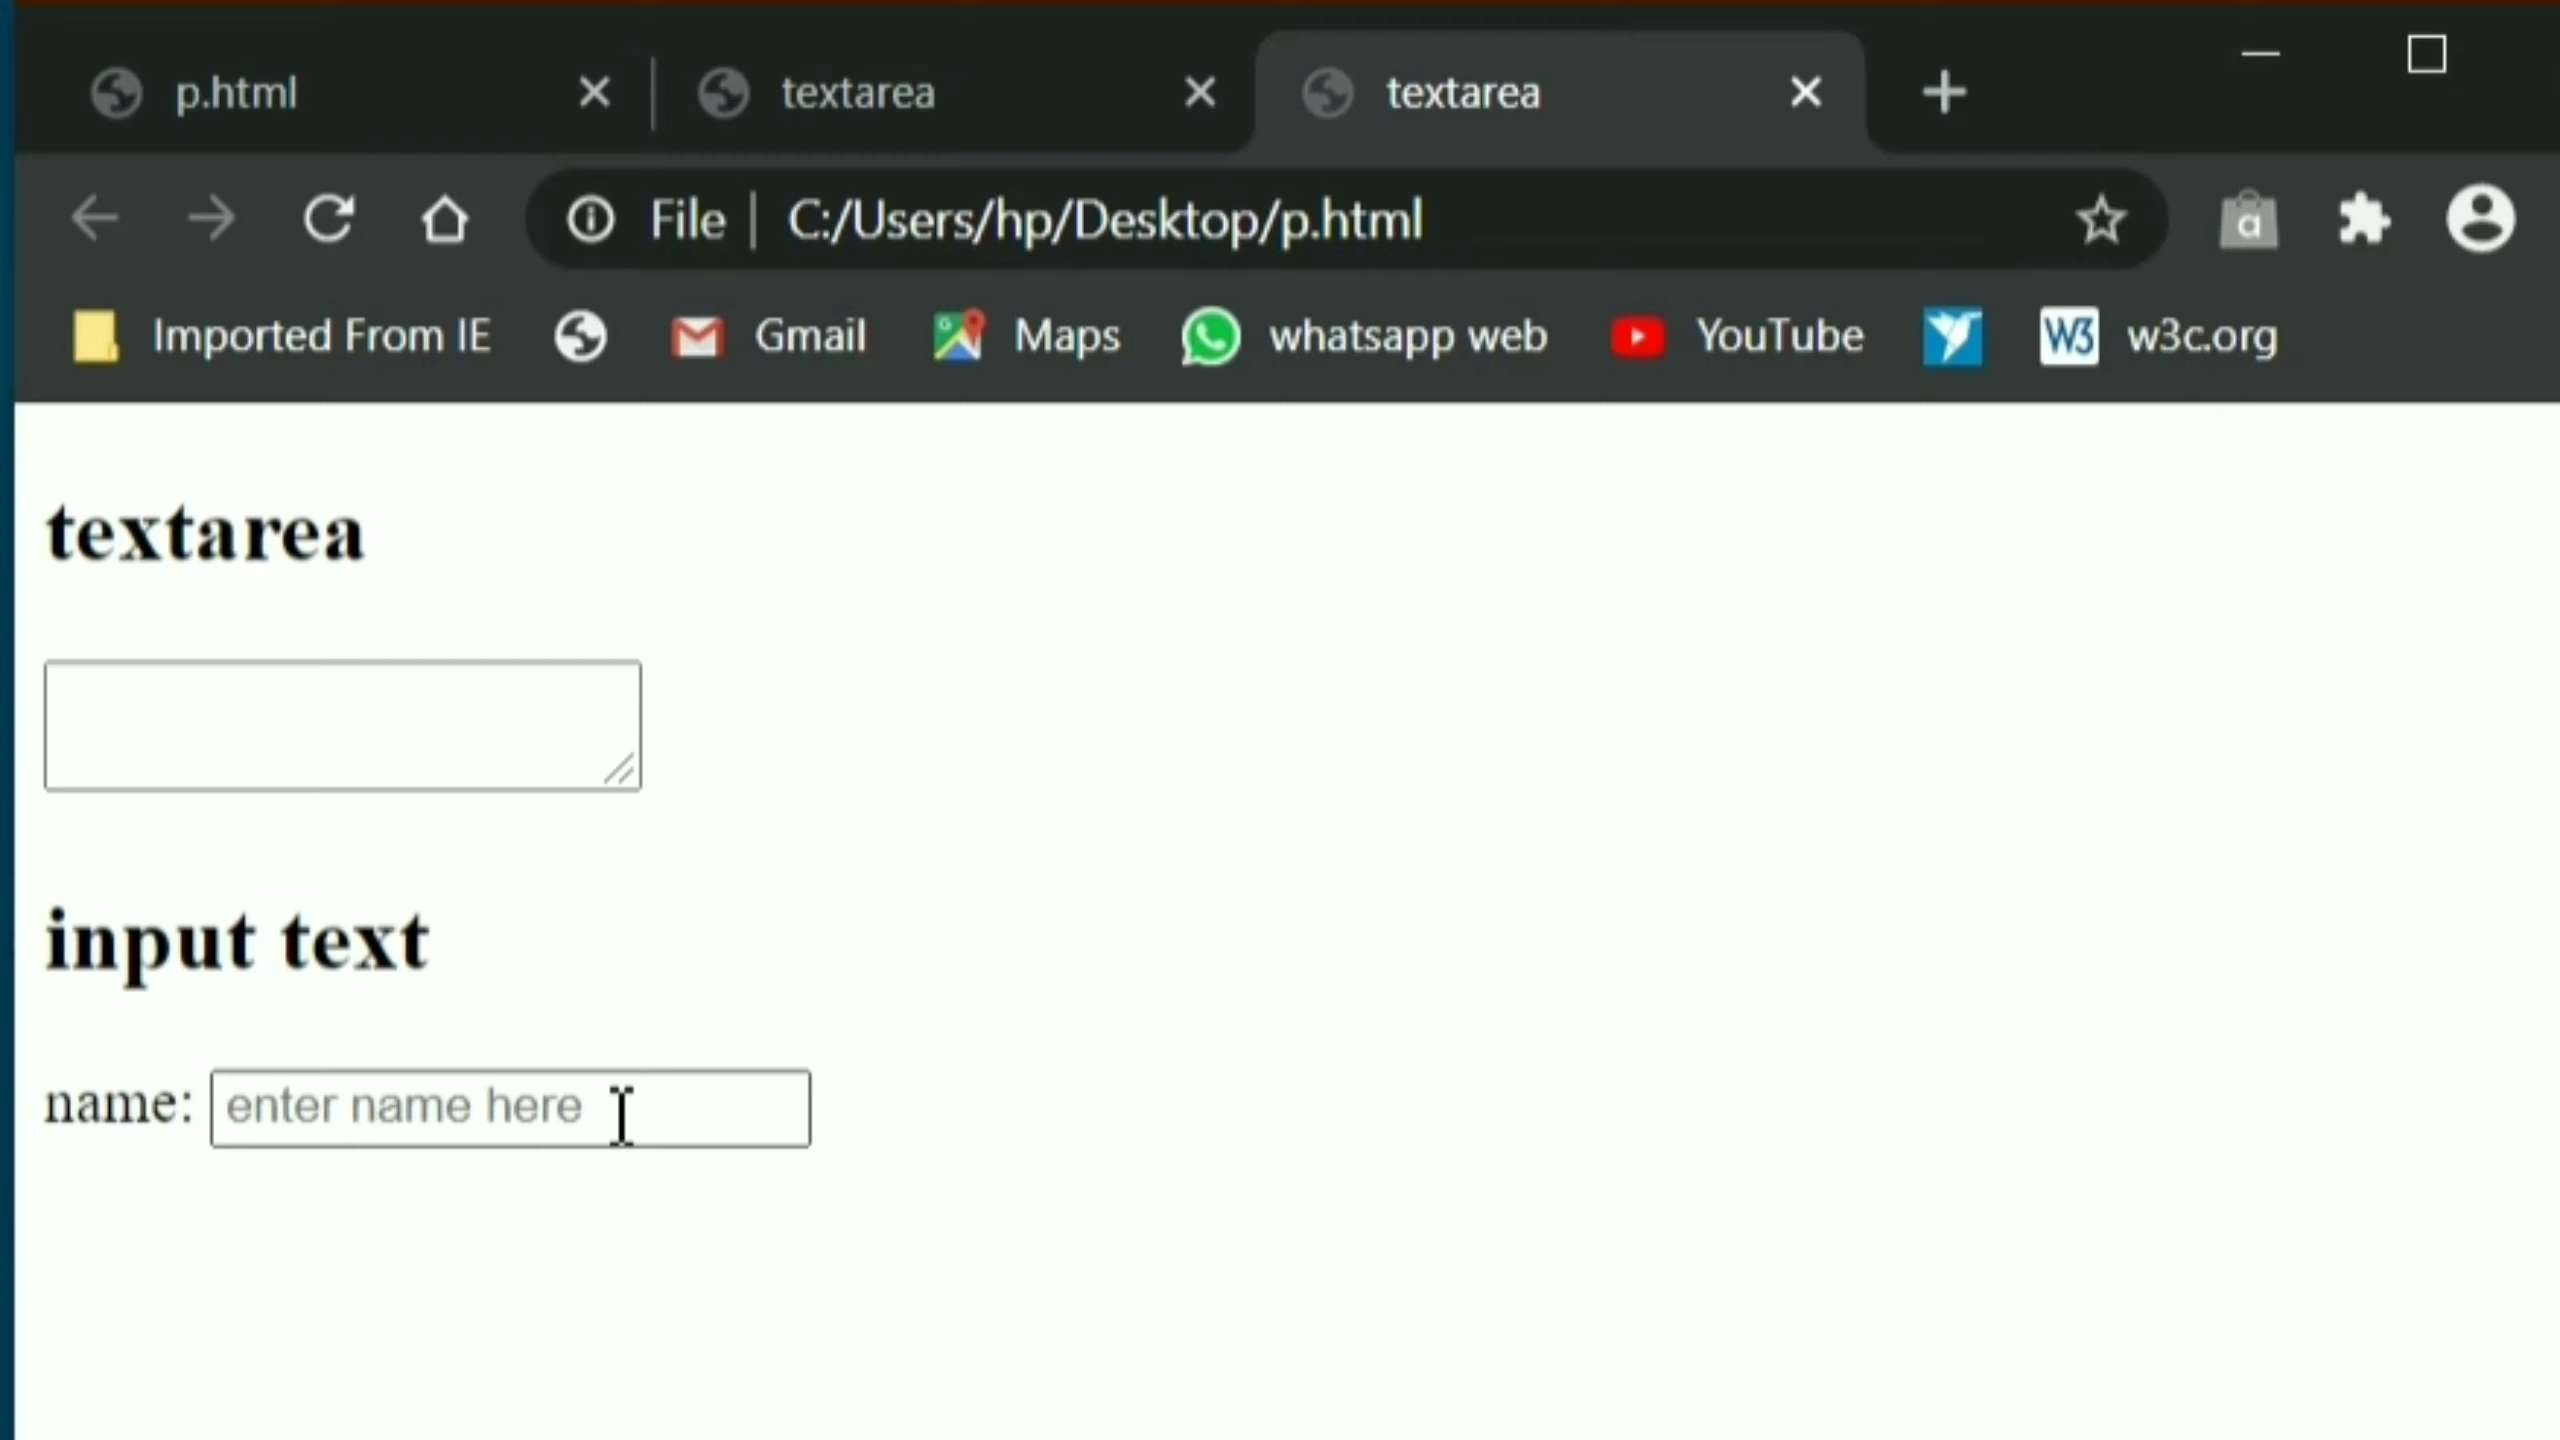 p.html textarea textarea
File C:/Users/hp/Desktop/p.html a
Imported From IE Gmail Maps whatsapp web YouTube W3 w3c.org
textarea
input text
name: enter name here